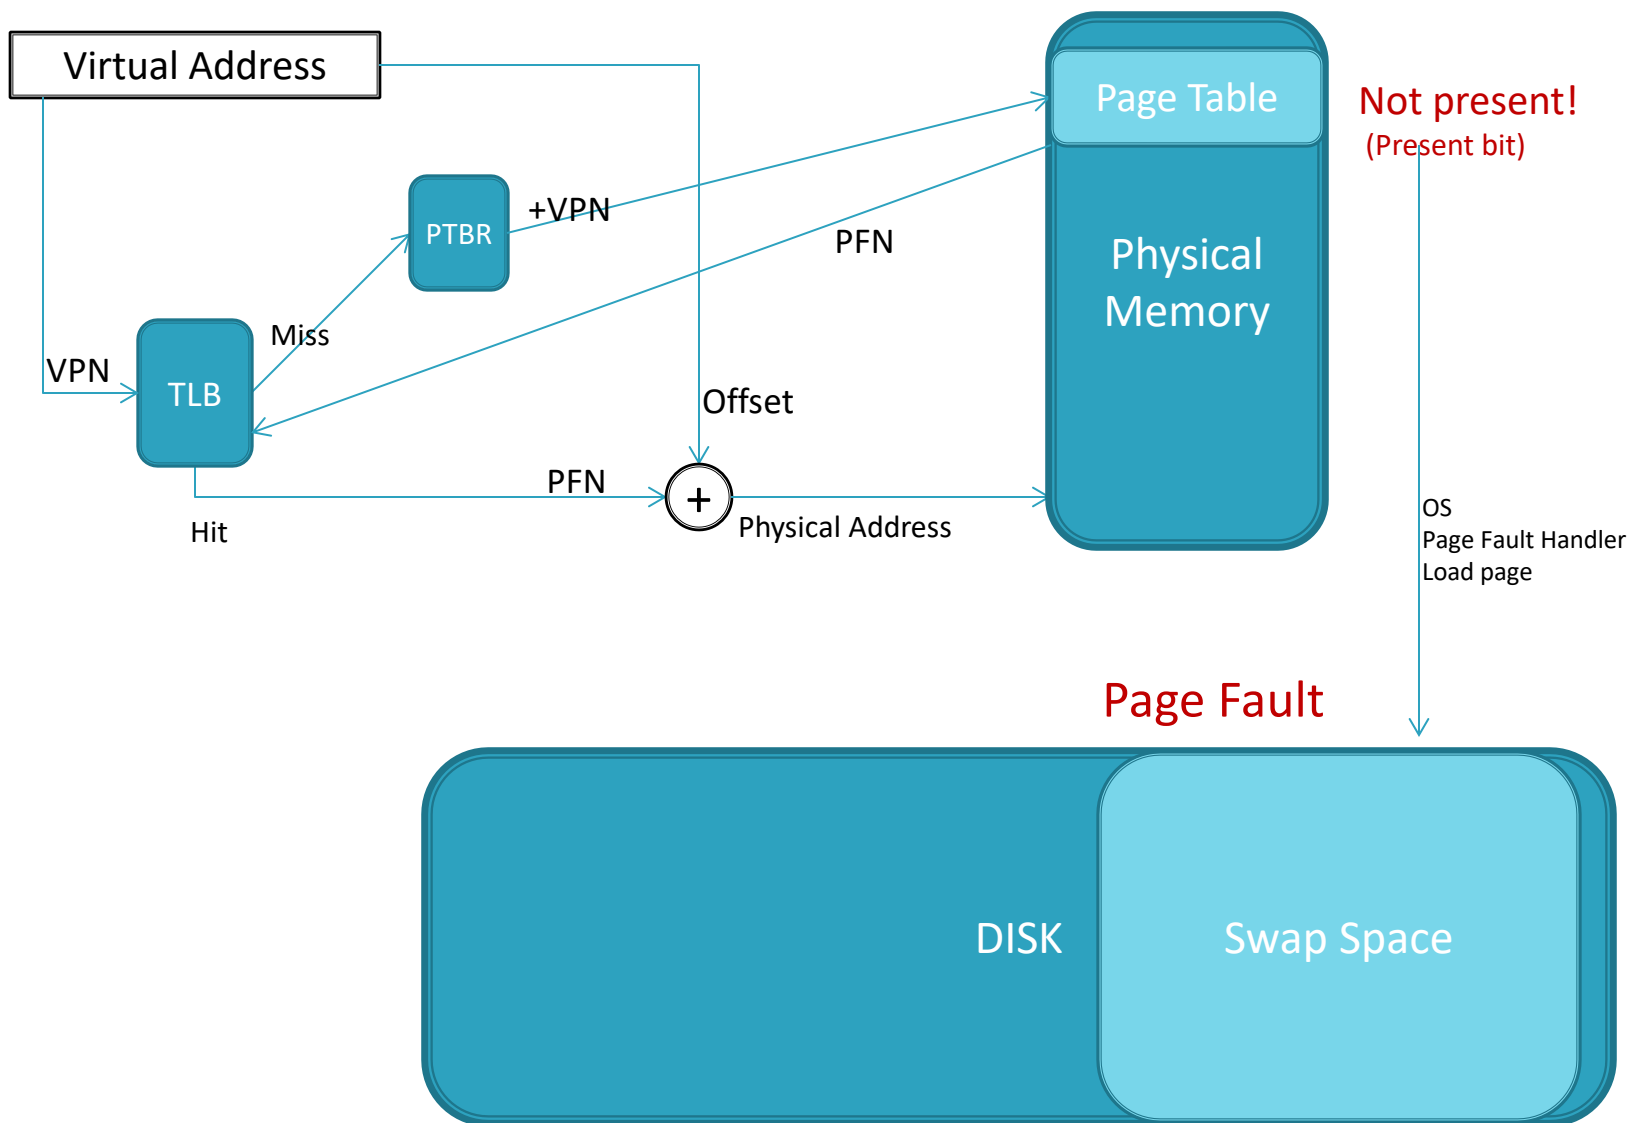 Virtual Address
Page Table
Not present!
(Present bit)
+VPN
PTBR
PFN
Physical
Memory
Miss
VPN
TLB
Offset
PFN
+
Physical Address
Hit
OS
Page Fault Handler
Load page
Page Fault
DISK
Swap Space